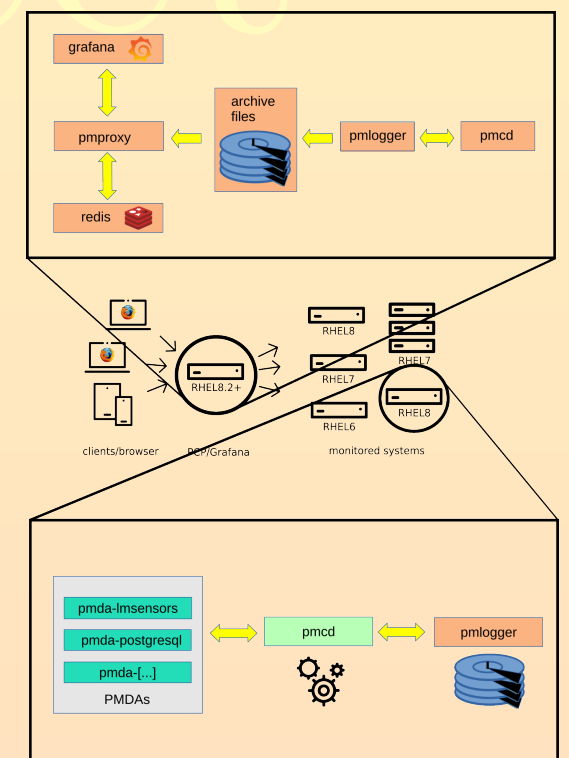 grafana
pmproxy
redis
archive
files
pmlogger
pmcd
RHEL8
RHEL7
RHEL7
RHEL8.2+
RHEL8
RHEL6
clients/browser
PCP/Grafana
monitored systems
pmda-lmsensors
pmda-postgresql
pmda-[...]
PMDAs
pmcd
pmlogger